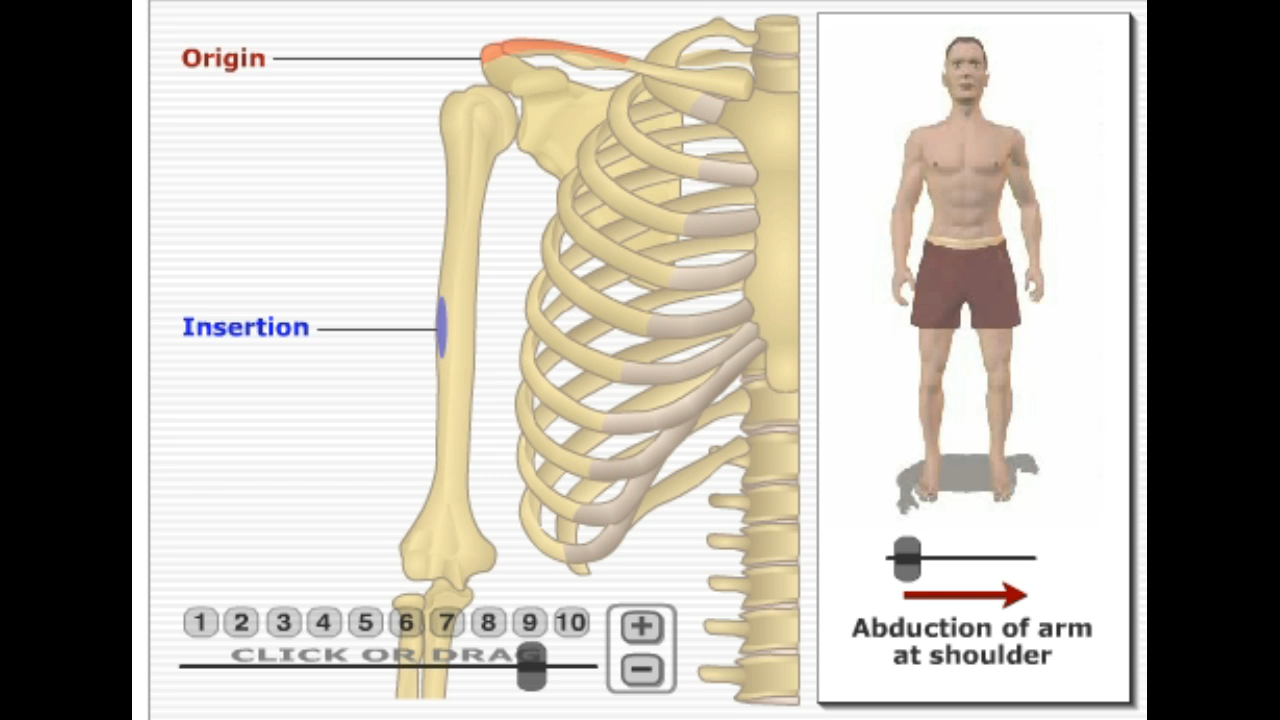 Origin
Insertion
1 2 3 4 5 6 7 8 9 10
CLICK OR DRAG
+
−
Abduction of arm
at shoulder